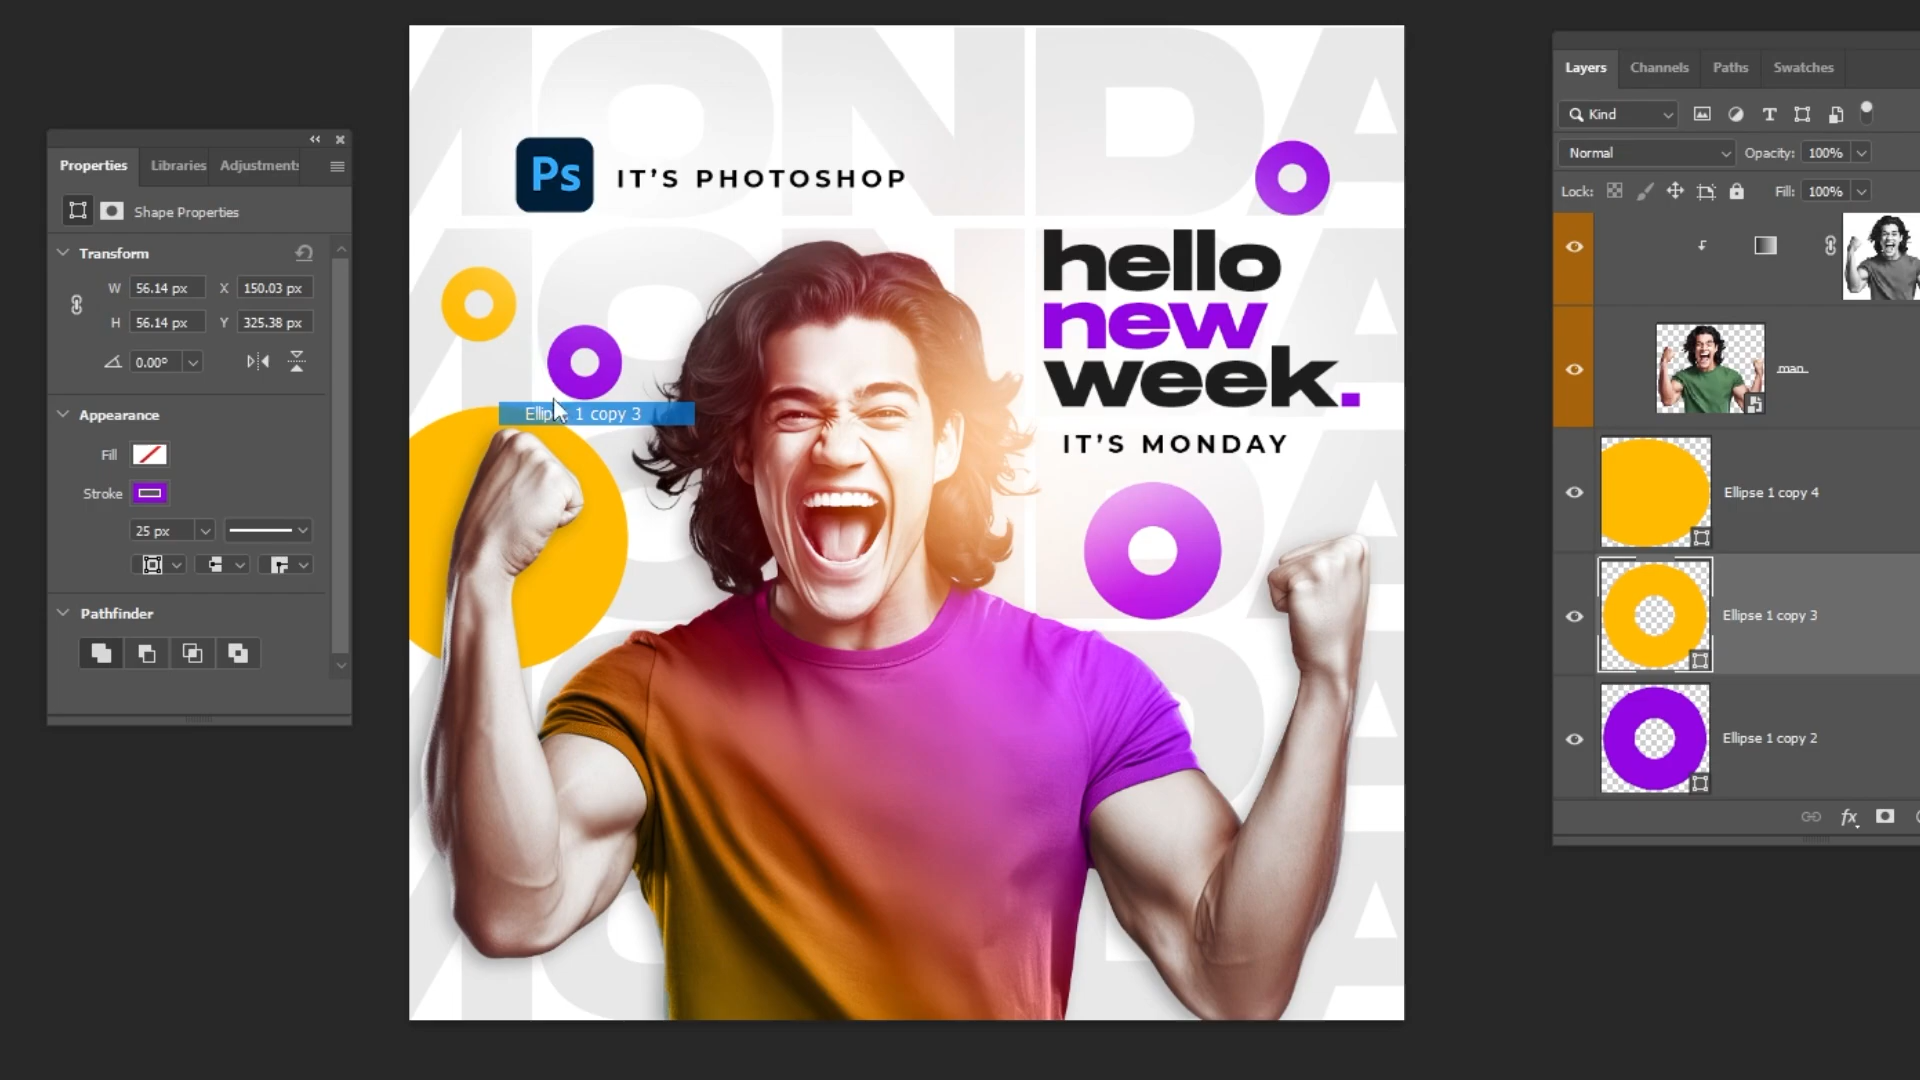 Properties
Libraries
Adjustments
Shape Properties
Transform
W 56.14 px X 150.03 px
H 56.14 px Y 325.38 px
0.00°
Appearance
Fill
Stroke
25 px
Pathfinder
MONDA
Ps
IT'S PHOTOSHOP
hello
new
week.
IT'S MONDAY
1 copy 3
Layers
Channels
Paths
Swatches
Kind
Normal
Opacity: 100%
Lock:
Fill: 100%
man
Ellipse 1 copy 4
Ellipse 1 copy 3
Ellipse 1 copy 2
fx